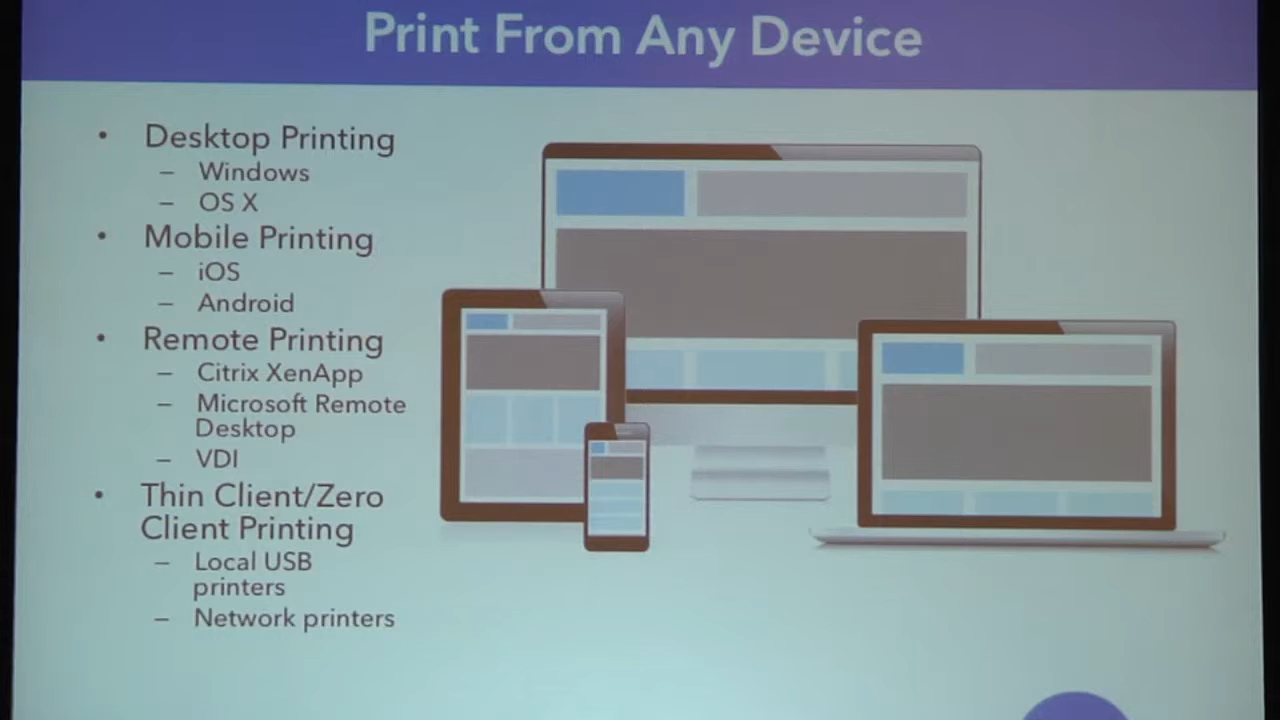 Print From Any Device
• Desktop Printing
– Windows
– OS X
• Mobile Printing
– iOS
– Android
• Remote Printing
– Citrix XenApp
– Microsoft Remote
Desktop
– VDI
• Thin Client/Zero
Client Printing
– Local USB
printers
– Network printers